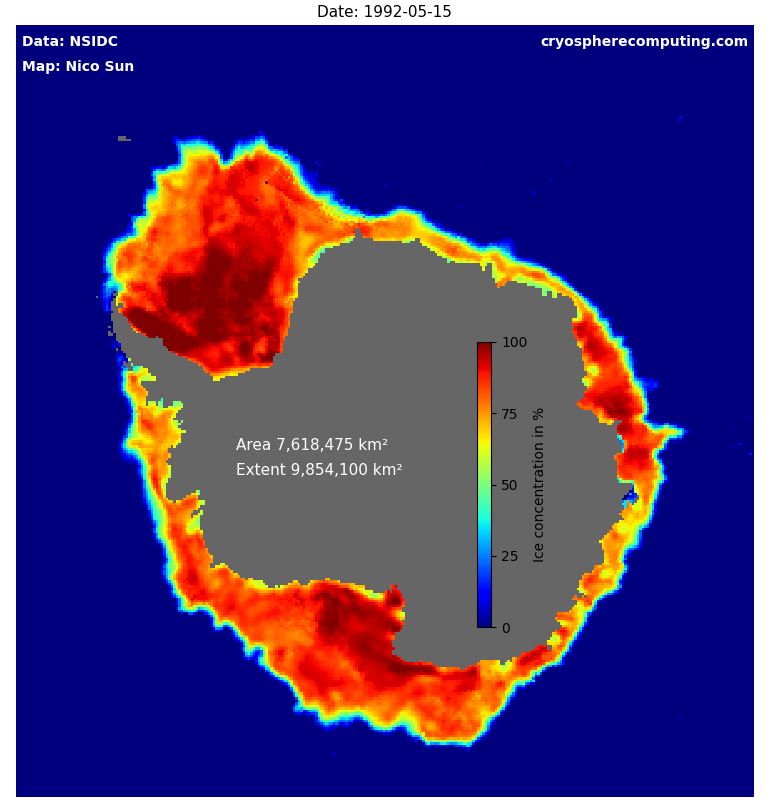 Date: 1992-05-15
Data: NSIDC
cryospherecomputing.com
Map: Nico Sun
100
75
50
25
0
Ice concentration in %
Area 7,618,475 km²
Extent 9,854,100 km²